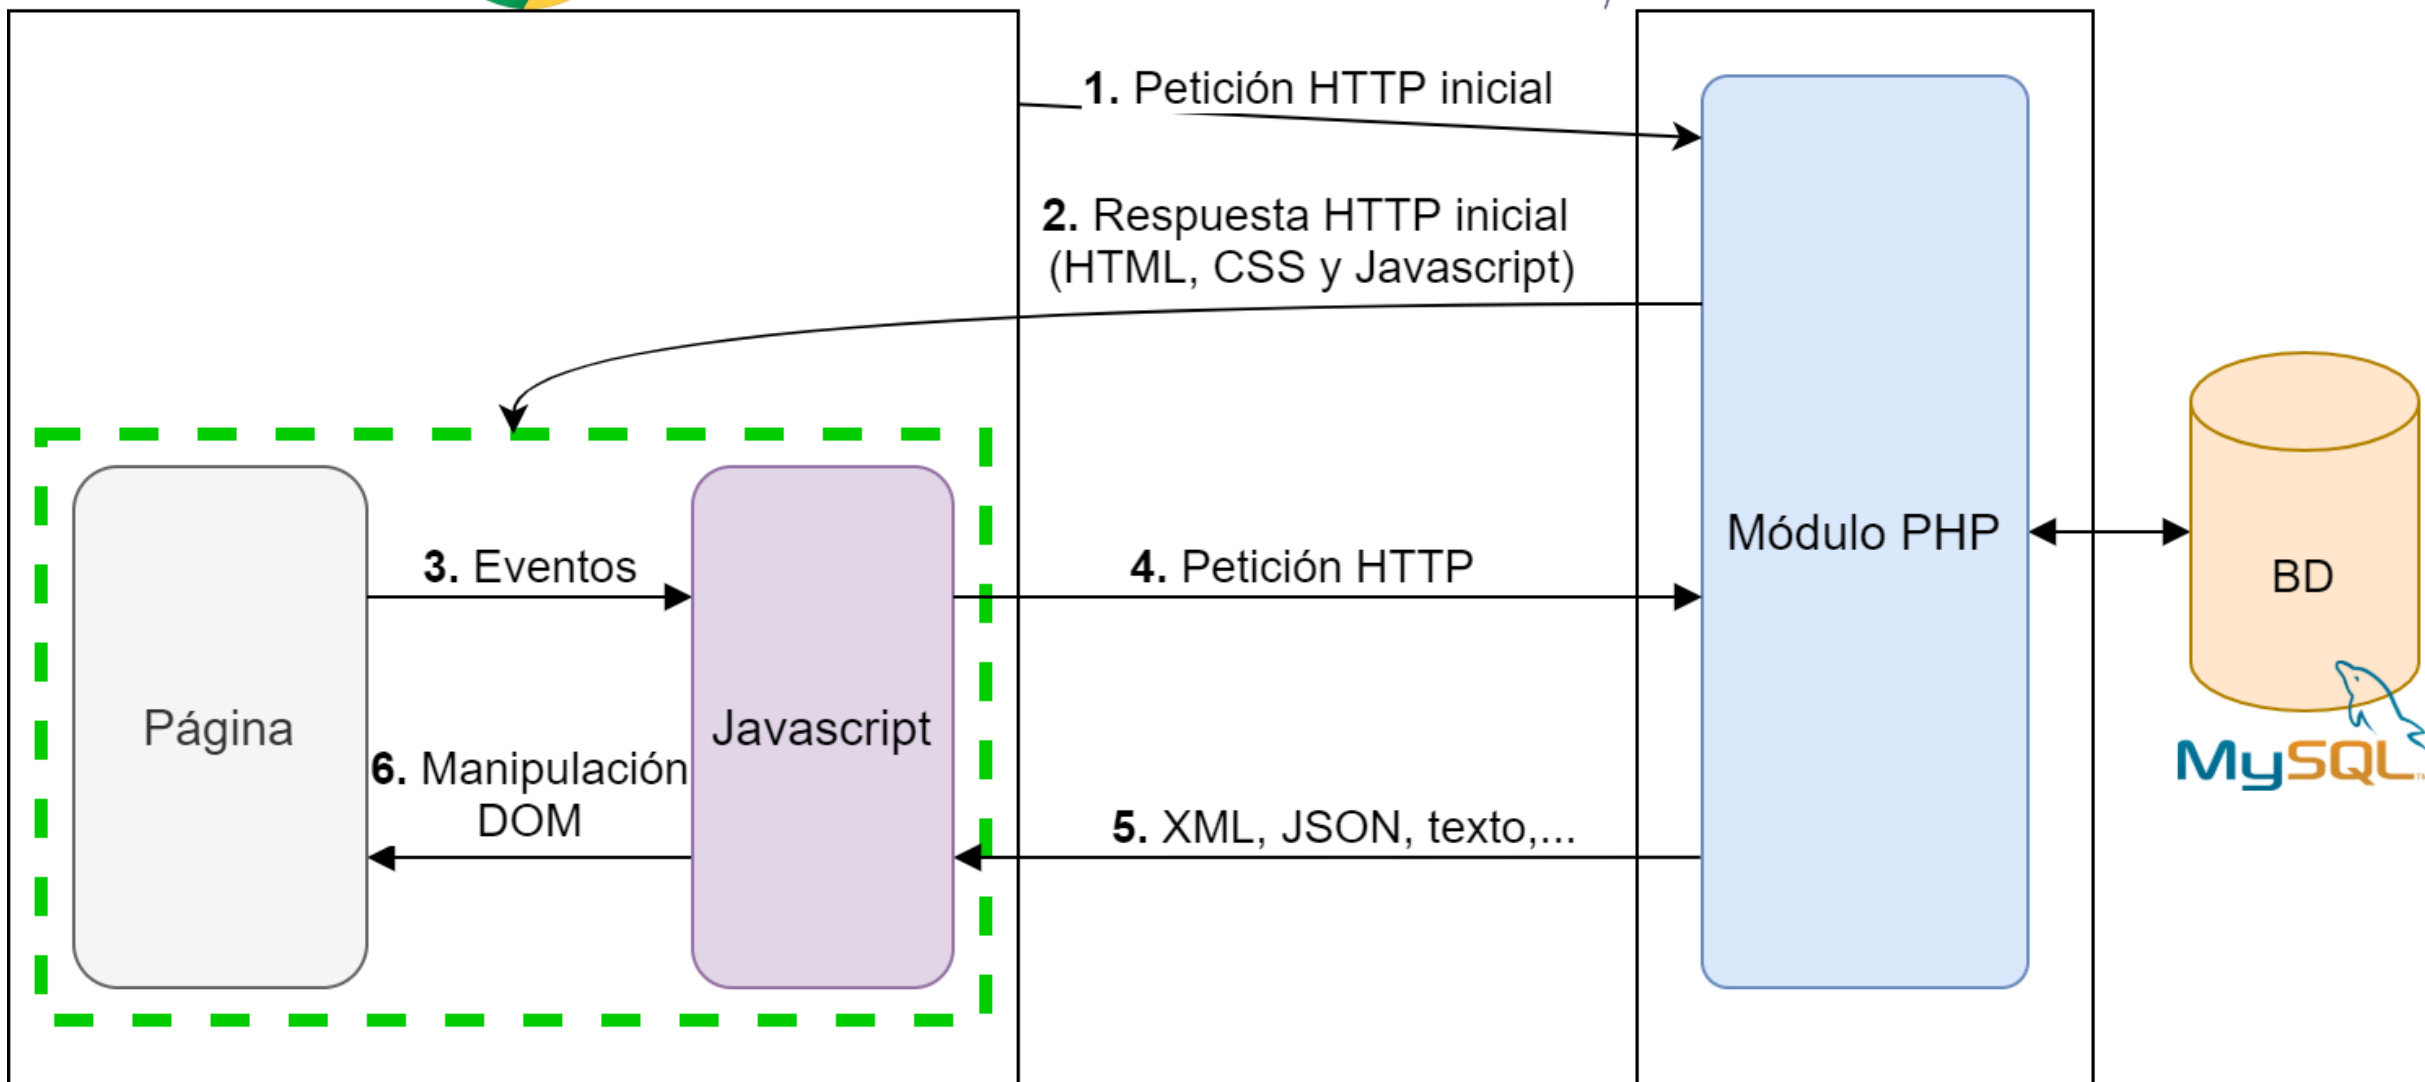 1. Petición HTTP inicial
2. Respuesta HTTP inicial
(HTML, CSS y Javascript)
3. Eventos
4. Petición HTTP
Módulo PHP
BD
Página
Javascript
6. Manipulación
DOM
5. XML, JSON, texto,...
MySQL